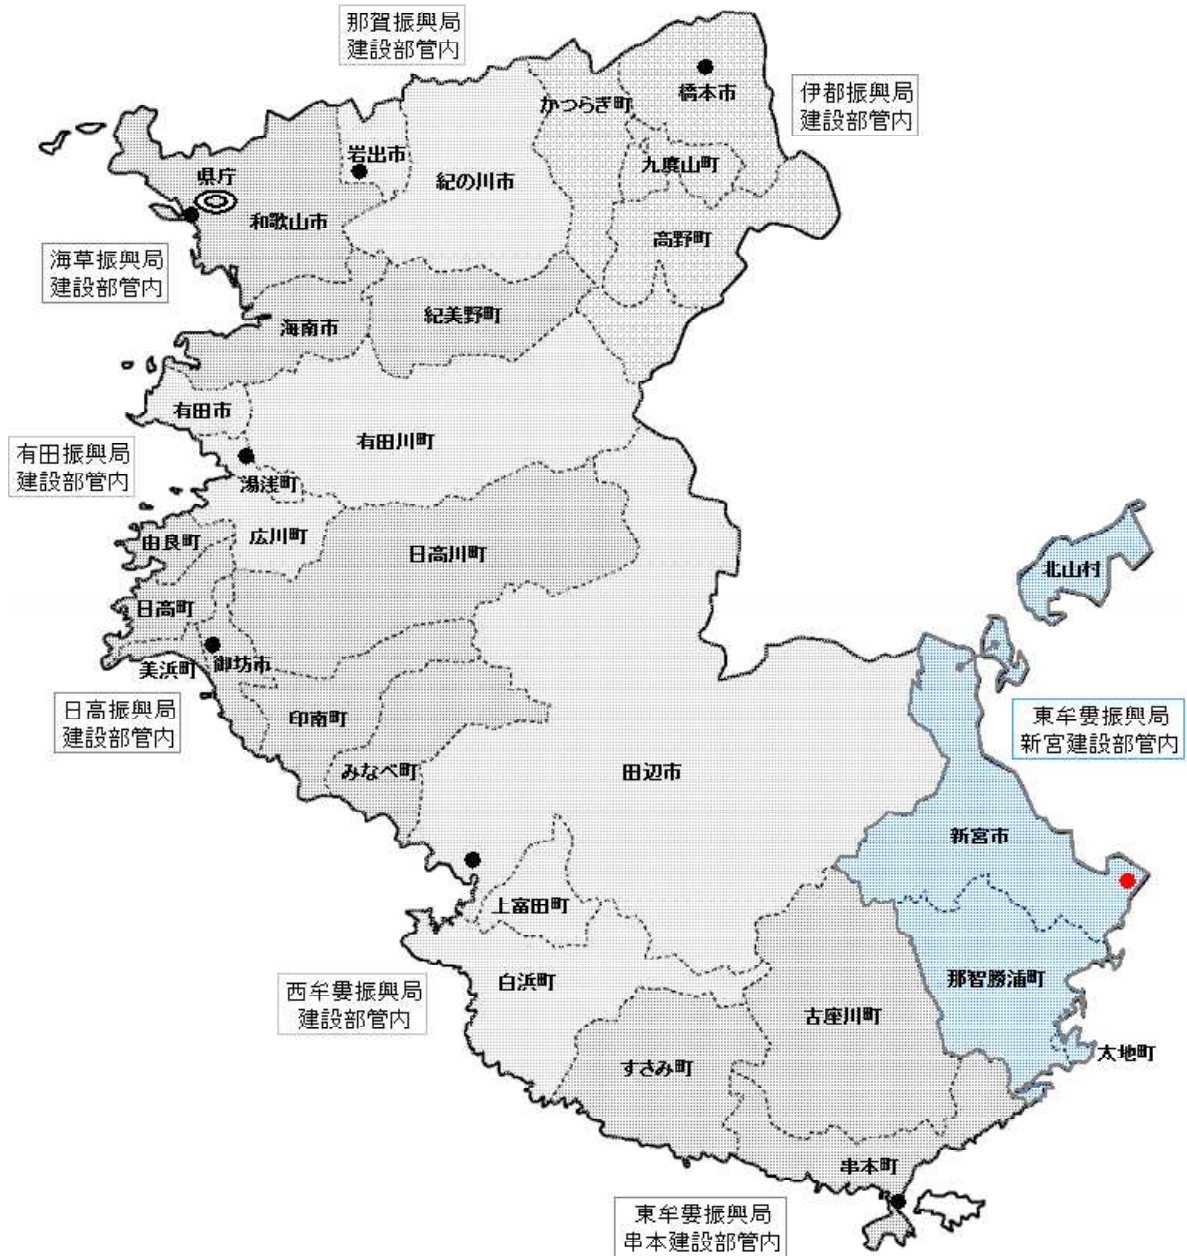 那賀振興局
建設部管内
伊都振興局
建設部管内
橋本市
かつらぎ町
岩出市
九度山町
県庁
紀の川市
和歌山市
高野町
海草振興局
建設部管内
海南市
紀美野町
有田市
有田川町
有田振興局
建設部管内
湯浅町
広川町
由良町
日高川町
北山村
日高町
美浜町
御坊市
日高振興局
建設部管内
印南町
東牟婁振興局
新宮建設部管内
みなべ町
田辺市
新宮市
上富田町
白浜町
那智勝浦町
西牟婁振興局
建設部管内
古座川町
太地町
すさみ町
串本町
東牟婁振興局
串本建設部管内